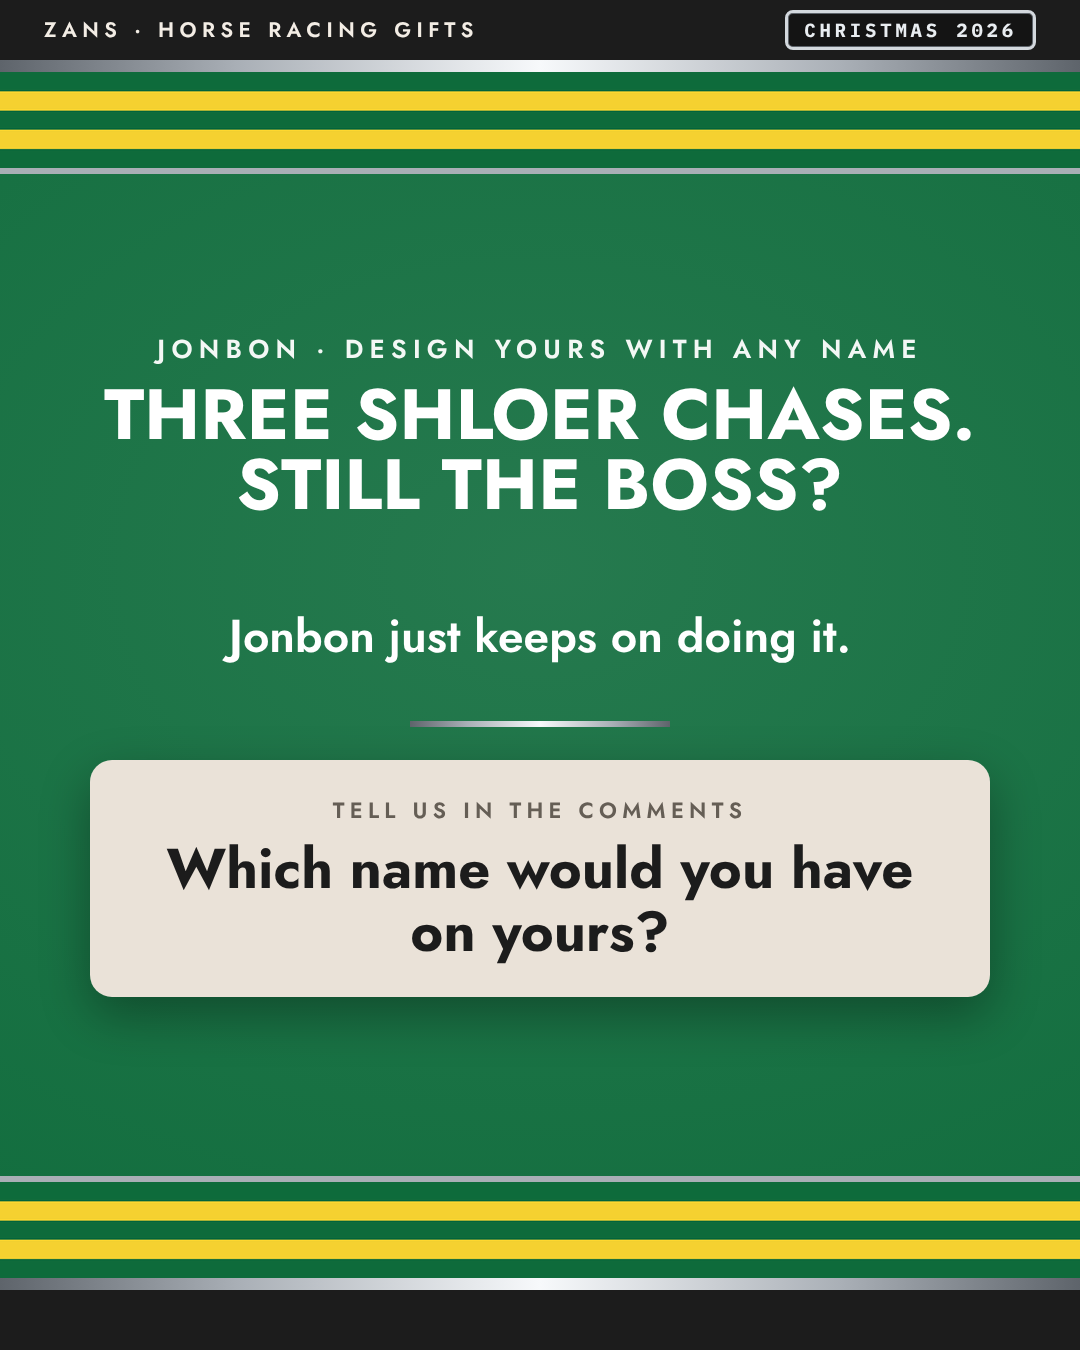 ZANS · HORSE RACING GIFTS
CHRISTMAS 2026
JONBON · DESIGN YOURS WITH ANY NAME
THREE SHLOER CHASES.
STILL THE BOSS?
Jonbon just keeps on doing it.
TELL US IN THE COMMENTS
Which name would you have
on yours?